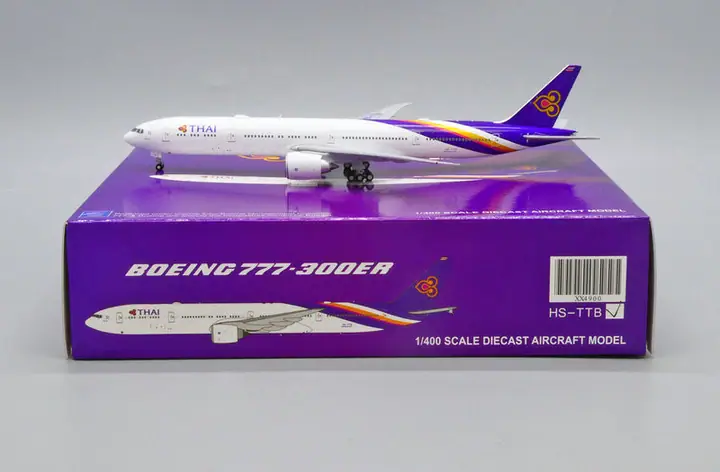 THAI
1/400 SCALE DIECAST AIRCRAFT MODEL
BOEING 777-300ER
THAI
XX4960
HS-TTB
1/400 SCALE DIECAST AIRCRAFT MODEL